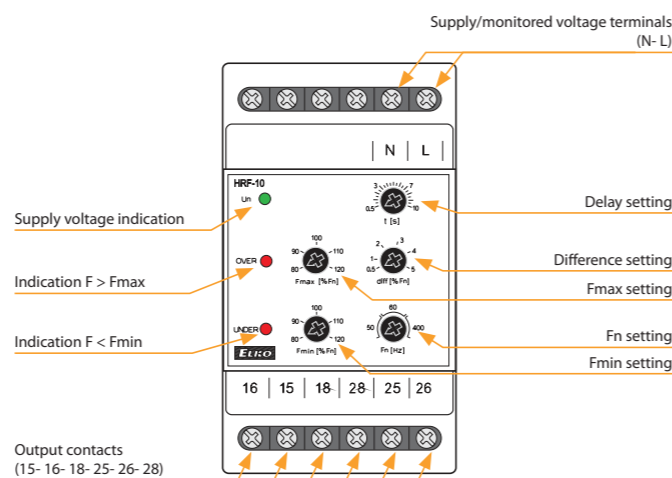 Supply/monitored voltage terminals
(N- L)
N L
HRF-10
Un
3 7
0.5 10
t [s]
Delay setting
Supply voltage indication
OVER
100
90 110
80 120
Fmax [%Fn]
2 3
1 4
0.5 5
diff [%Fn]
Difference setting
Indication F > Fmax
Fmax setting
UNDER
100
90 110
80 120
Fmin [%Fn]
60
50 400
Fn [Hz]
Fn setting
Indication F < Fmin
Fmin setting
ELKO
16 15 18 28 25 26
Output contacts
(15- 16- 18- 25- 26- 28)